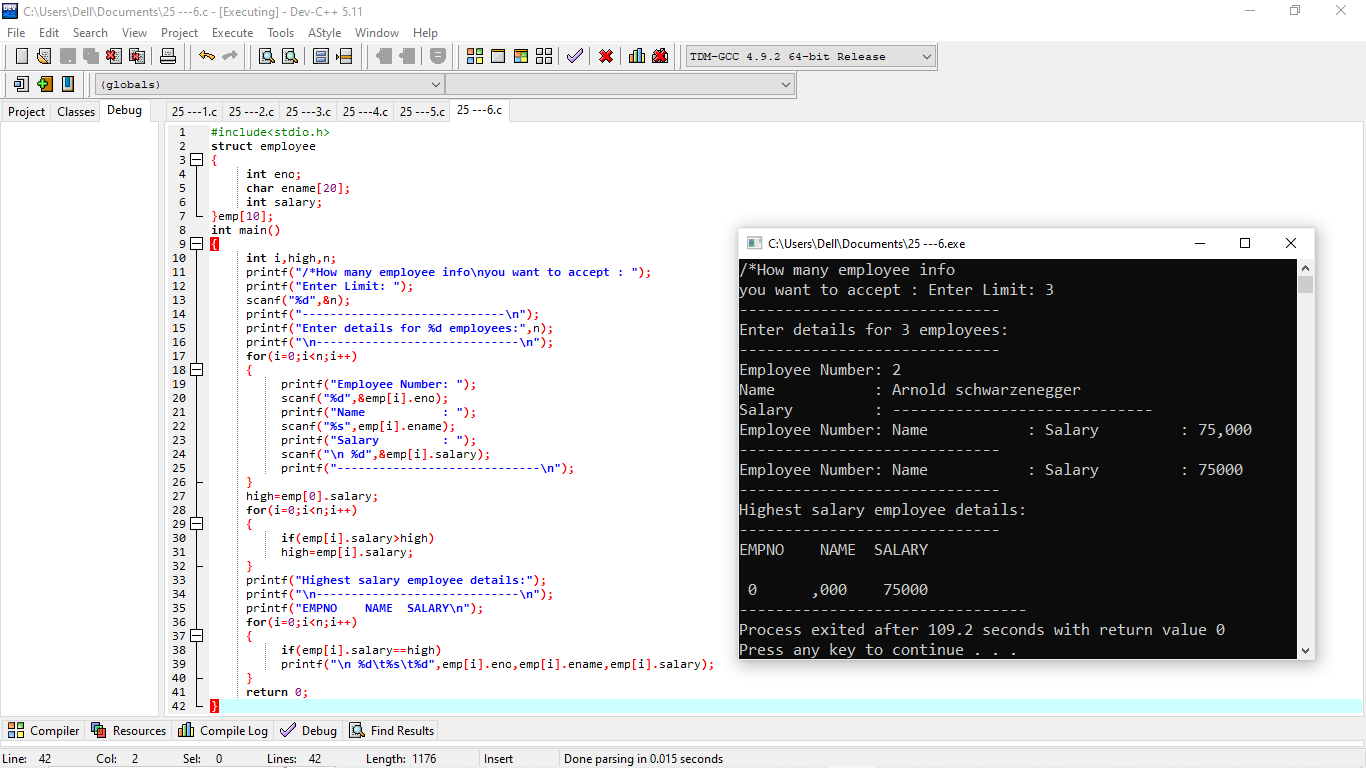 C:\Users\Dell\Documents\25 ---6.c - [Executing] - Dev-C++ 5.11
File Edit Search View Project Execute Tools AStyle Window Help
TDM-GCC 4.9.2 64-bit Release
(globals)
Project Classes Debug 25 ---1.c 25 ---2.c 25 ---3.c 25 ---4.c 25 ---5.c 25 ---6.c
1 #include<stdio.h>
2 struct employee
3 {
4 int eno;
5 char ename[20];
6 int salary;
7 }emp[10];
8 int main()
9 {
10 int i,high,n;
11 printf("/*How many employee info\nyou want to accept : ");
12 printf("Enter Limit: ");
13 scanf("%d",&n);
14 printf("-----------------------------\n");
15 printf("Enter details for %d employees:",n);
16 printf("\n-----------------------------\n");
17 for(i=0;i<n;i++)
18 {
19 printf("Employee Number: ");
20 scanf("%d",&emp[i].eno);
21 printf("Name           : ");
22 scanf("%s",emp[i].ename);
23 printf("Salary         : ");
24 scanf("\n %d",&emp[i].salary);
25 printf("-----------------------------\n");
26 }
27 high=emp[0].salary;
28 for(i=0;i<n;i++)
29 {
30 if(emp[i].salary>high)
31 high=emp[i].salary;
32 }
33 printf("Highest salary employee details:");
34 printf("\n-----------------------------\n");
35 printf("EMPNO    NAME  SALARY\n");
36 for(i=0;i<n;i++)
37 {
38 if(emp[i].salary==high)
39 printf("\n %d\t%s\t%d",emp[i].eno,emp[i].ename,emp[i].salary);
40 }
41 return 0;
42 }
C:\Users\Dell\Documents\25 ---6.exe
/*How many employee info
you want to accept : Enter Limit: 3
-----------------------------
Enter details for 3 employees:
-----------------------------
Employee Number: 2
Name           : Arnold schwarzenegger
Salary         : -----------------------------
Employee Number: Name           : Salary         : 75,000
-----------------------------
Employee Number: Name           : Salary         : 75000
-----------------------------
Highest salary employee details:
-----------------------------
EMPNO    NAME  SALARY
0      ,000    75000
--------------------------------
Process exited after 109.2 seconds with return value 0
Press any key to continue . . .
Compiler Resources Compile Log Debug Find Results
Line: 42 Col: 2 Sel: 0 Lines: 42 Length: 1176 Insert Done parsing in 0.015 seconds